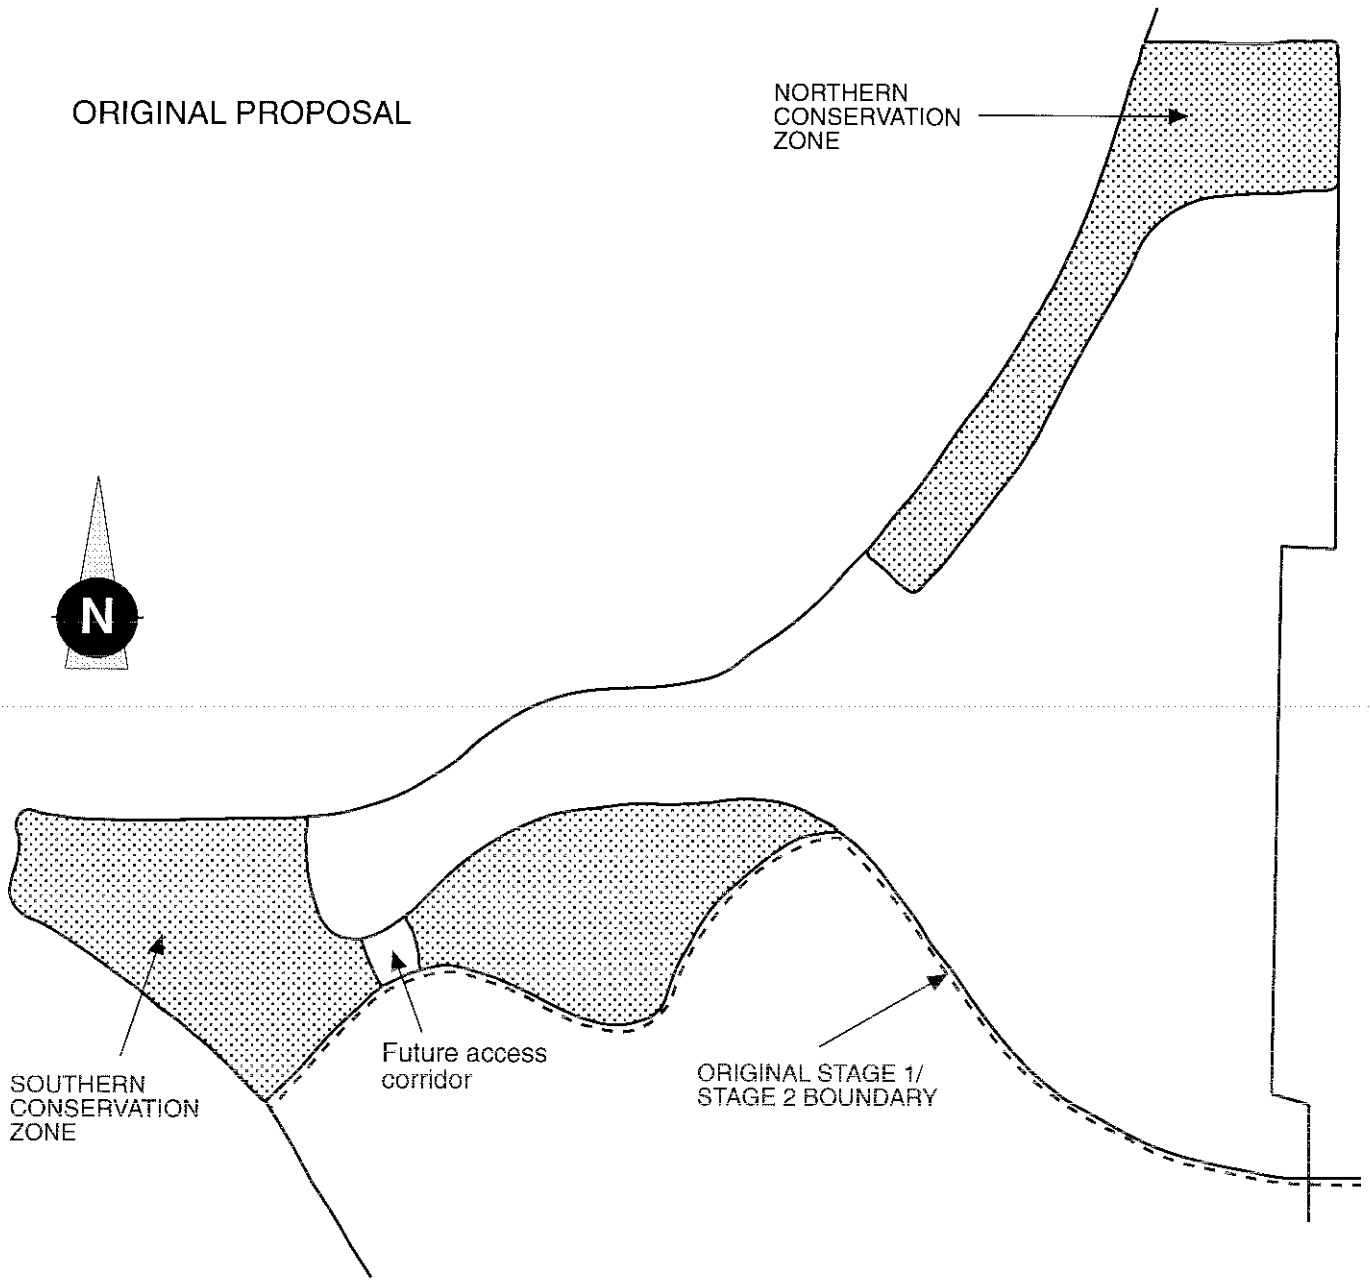 ORIGINAL PROPOSAL
NORTHERN
CONSERVATION
ZONE
N
Future access
corridor
SOUTHERN
CONSERVATION
ZONE
ORIGINAL STAGE 1/
STAGE 2 BOUNDARY